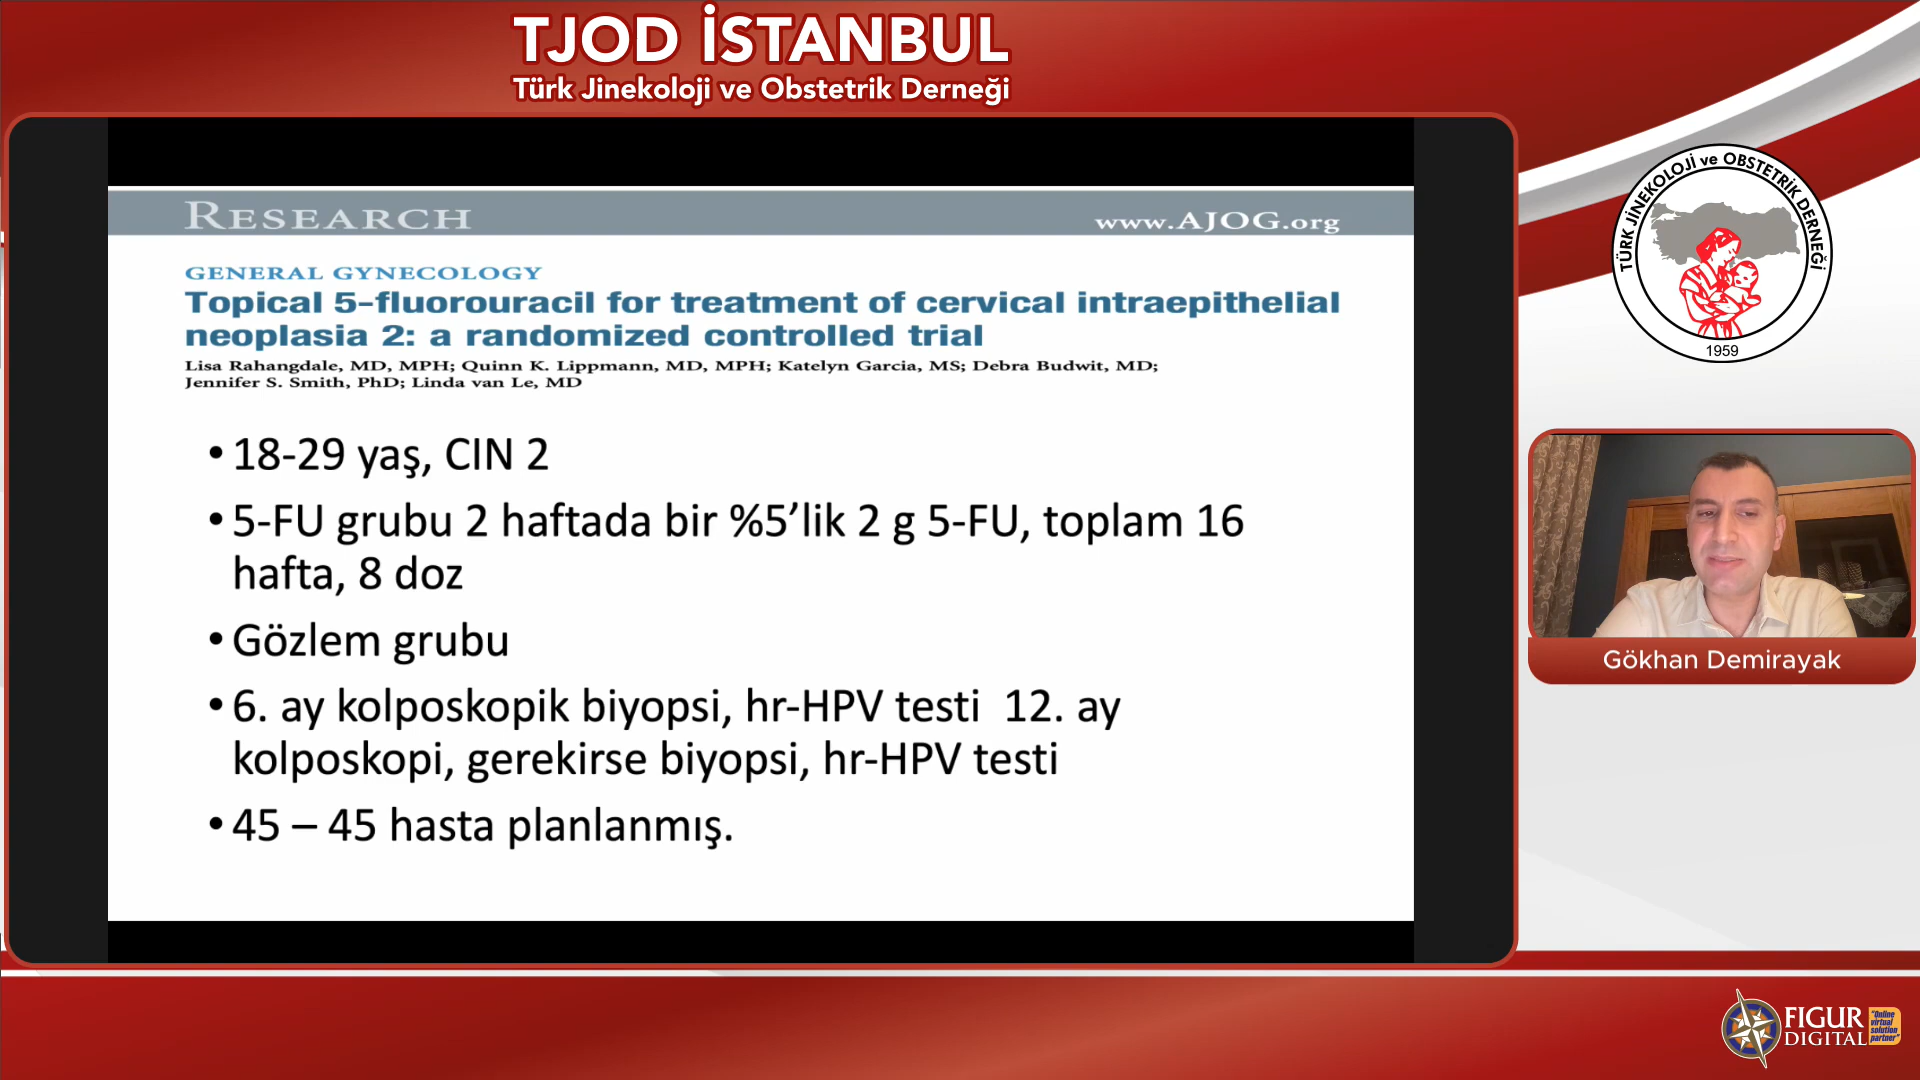 TJOD İSTANBUL
Türk Jinekoloji ve Obstetrik Derneği
RESEARCH
www.AJOG.org
GENERAL GYNECOLOGY
Topical 5-fluorouracil for treatment of cervical intraepithelial
neoplasia 2: a randomized controlled trial
Lisa Rahangdale, MD, MPH; Quinn K. Lippmann, MD, MPH; Katelyn Garcia, MS; Debra Budwit, MD;
Jennifer S. Smith, PhD; Linda van Le, MD
• 18-29 yaş, CIN 2
• 5-FU grubu 2 haftada bir %5’lik 2 g 5-FU, toplam 16
hafta, 8 doz
• Gözlem grubu
• 6. ay kolposkopik biyopsi, hr-HPV testi 12. ay
kolposkopi, gerekirse biyopsi, hr-HPV testi
• 45 – 45 hasta planlanmış.
TÜRK JİNEKOLOJİ ve OBSTETRİK DERNEĞİ
1959
Gökhan Demirayak
FIGUR
DIGITAL
"Online
virtual
solution
partner"